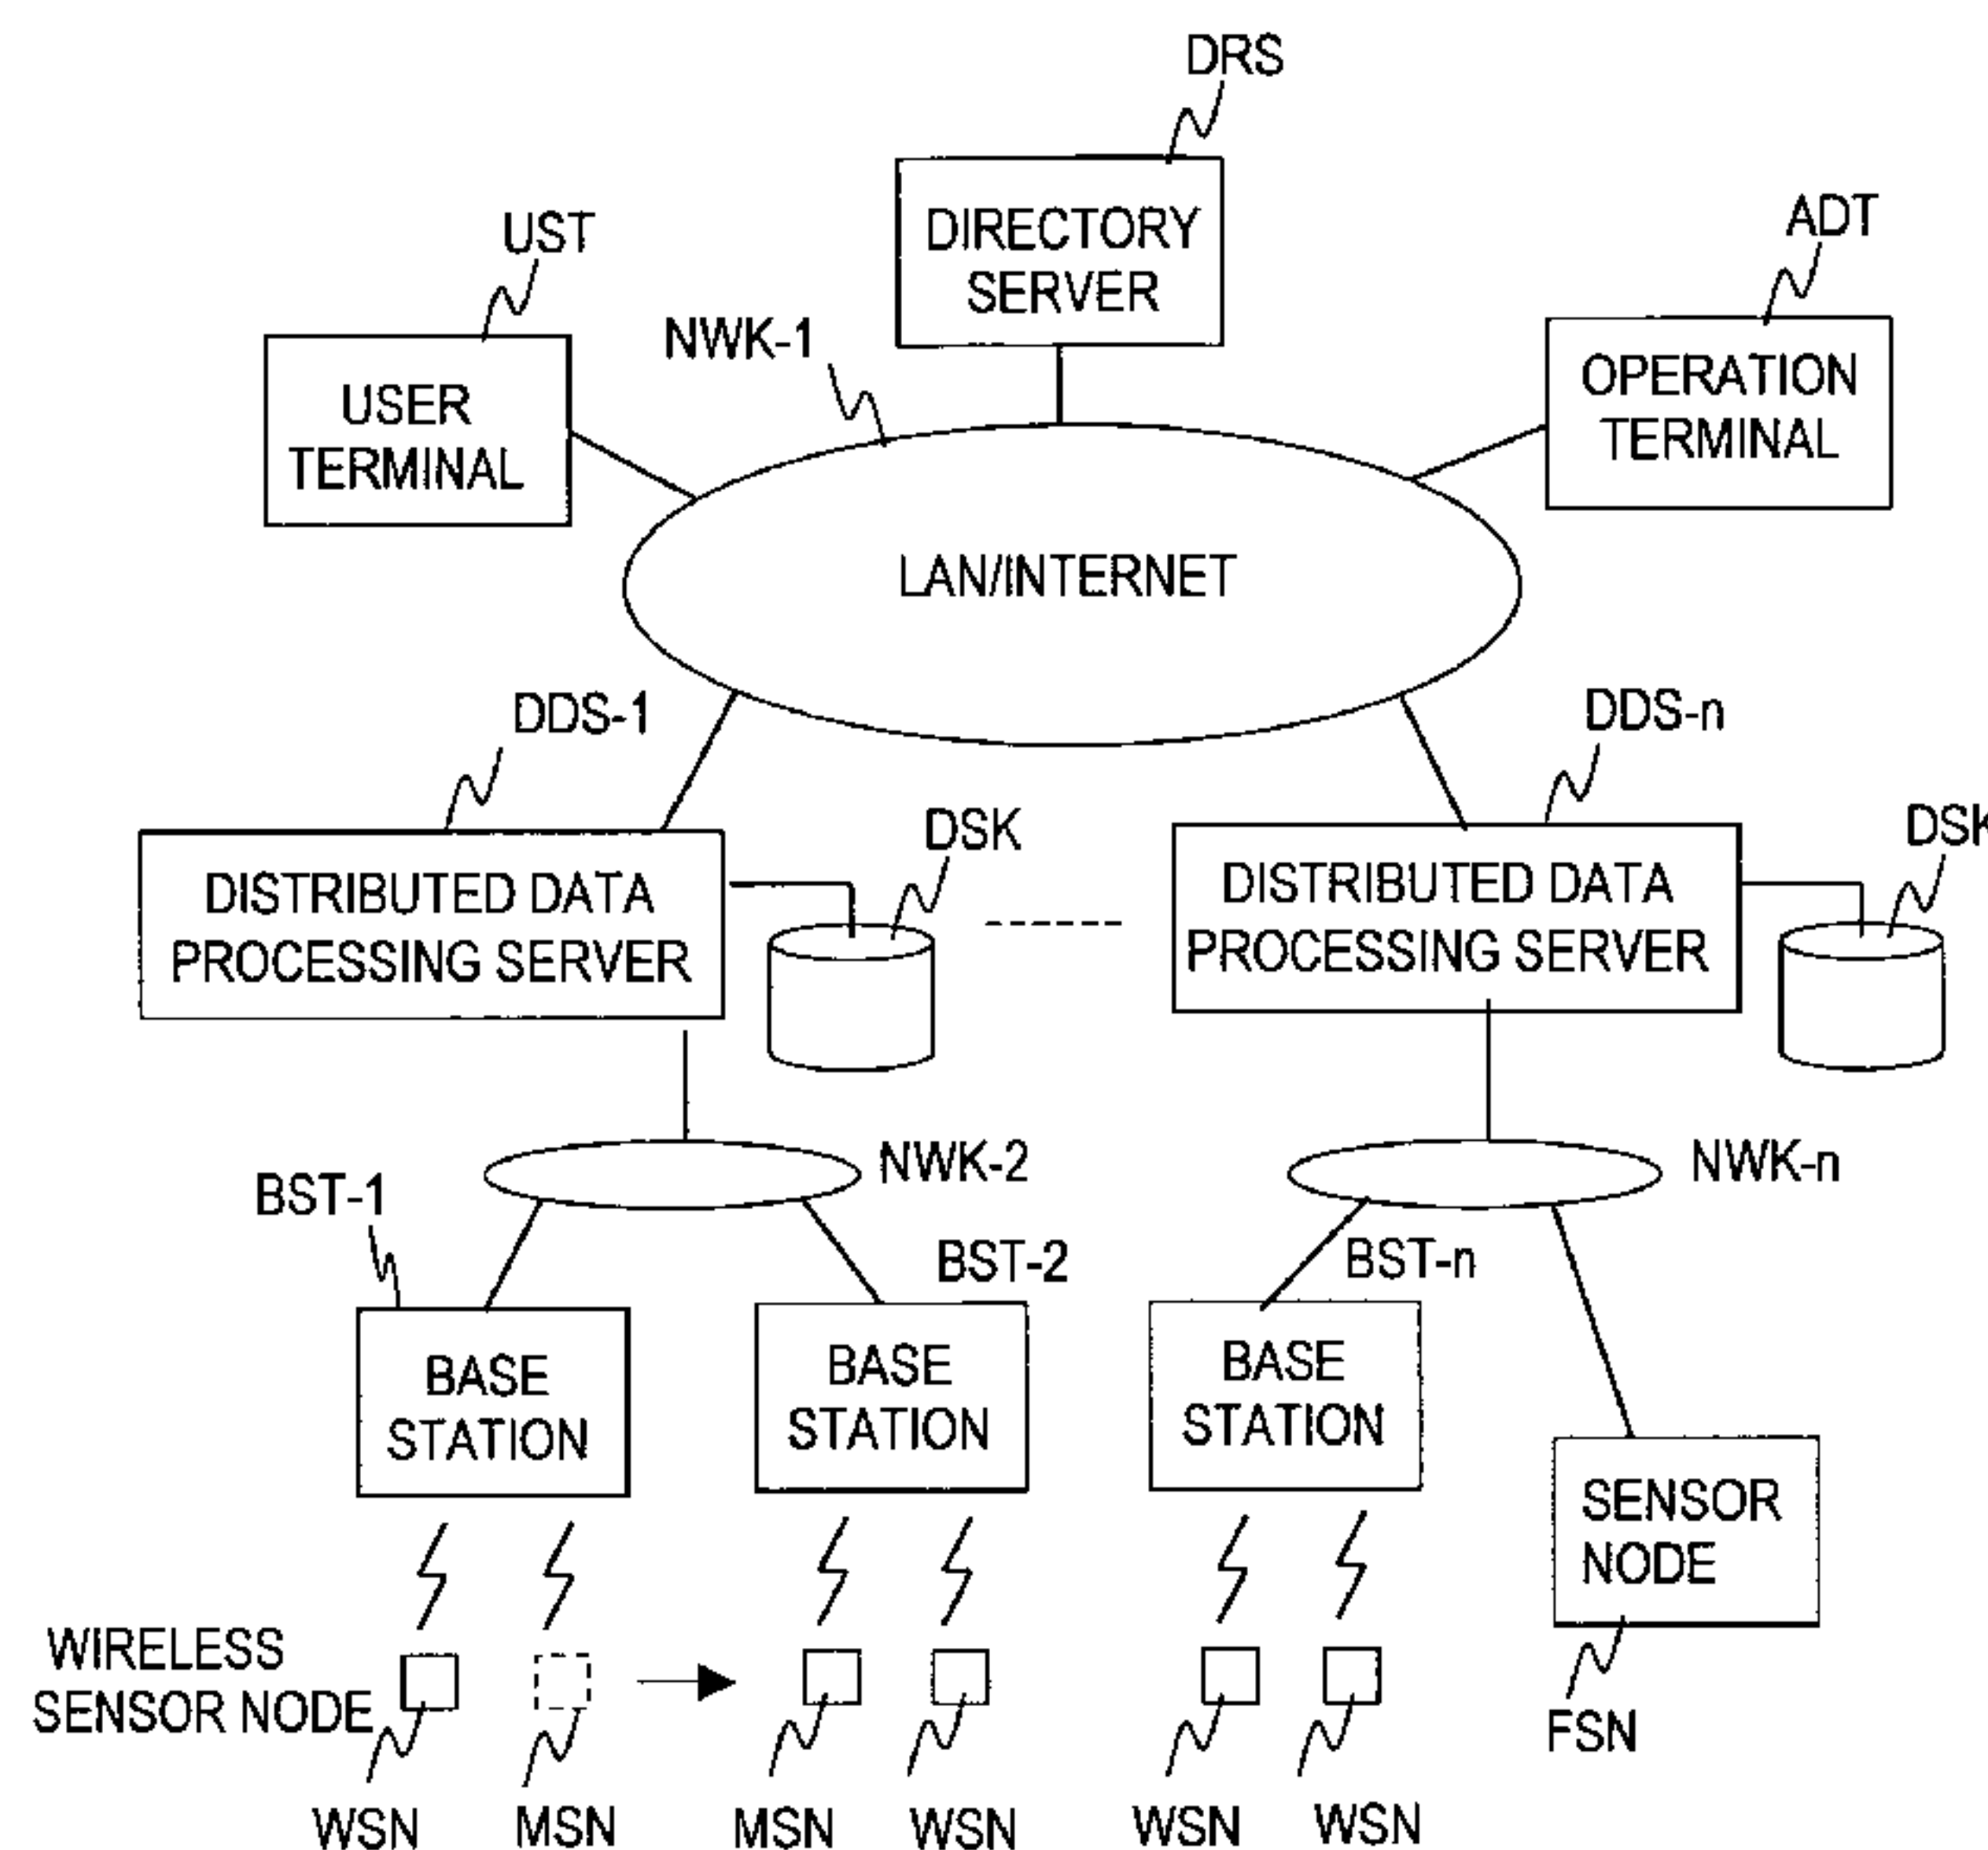 DRS
DIRECTORY
SERVER
UST
ADT
NWK-1
USER
TERMINAL
OPERATION
TERMINAL
LAN/INTERNET
DDS-1
DDS-n
DSK
DSK
DISTRIBUTED DATA
PROCESSING SERVER
DISTRIBUTED DATA
PROCESSING SERVER
NWK-2
NWK-n
BST-1
BST-2
BST-n
BASE
STATION
BASE
STATION
BASE
STATION
SENSOR
NODE
WIRELESS
SENSOR NODE
FSN
WSN
MSN
MSN
WSN
WSN
WSN